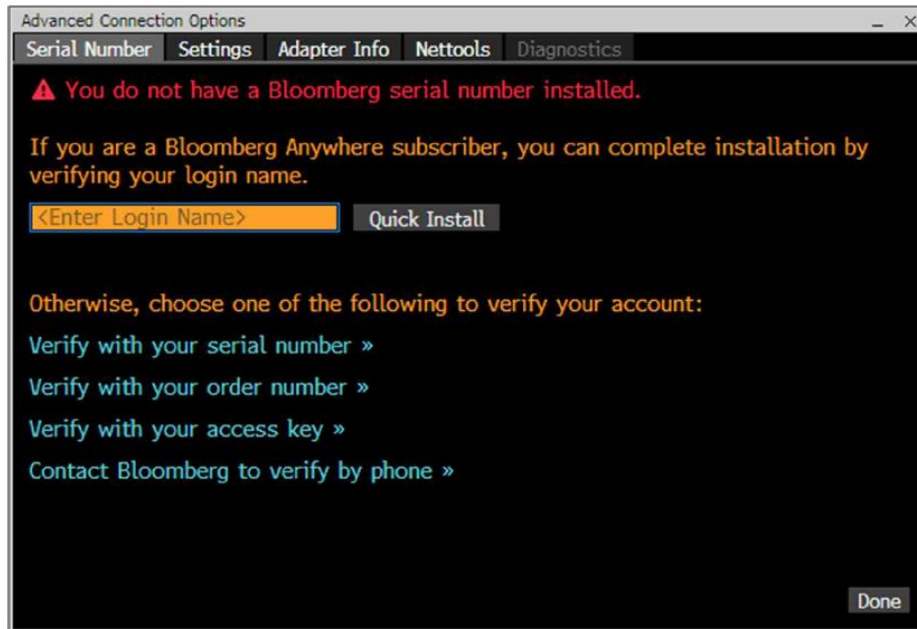 Advanced Connection Options
Serial Number Settings Adapter Info Nettools Diagnostics
You do not have a Bloomberg serial number installed.
If you are a Bloomberg Anywhere subscriber, you can complete installation by
verifying your login name.
<Enter Login Name> Quick Install
Otherwise, choose one of the following to verify your account:
Verify with your serial number »
Verify with your order number »
Verify with your access key »
Contact Bloomberg to verify by phone »
Done